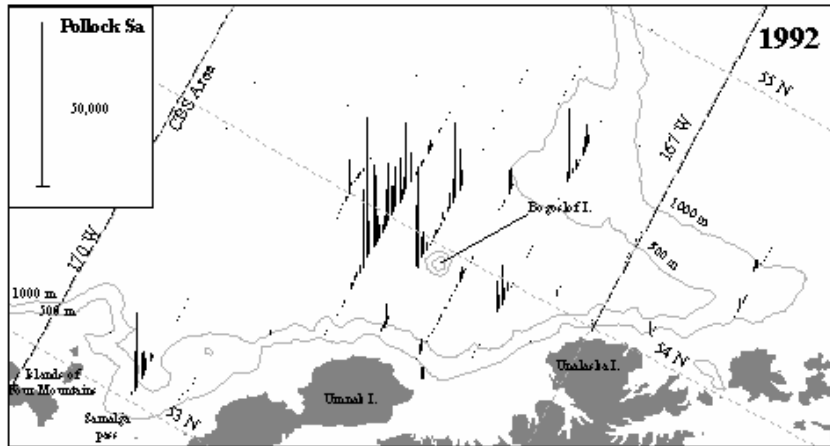 Pollock Sa
50,000
1992
CBS Area
55 N
167 W
170 W
Bogoslof I.
1000 m
500 m
1000 m
500 m
54 N
Islands of
Four Mountains
Umnak I.
Unalaska I.
Samalga
pass
53 N